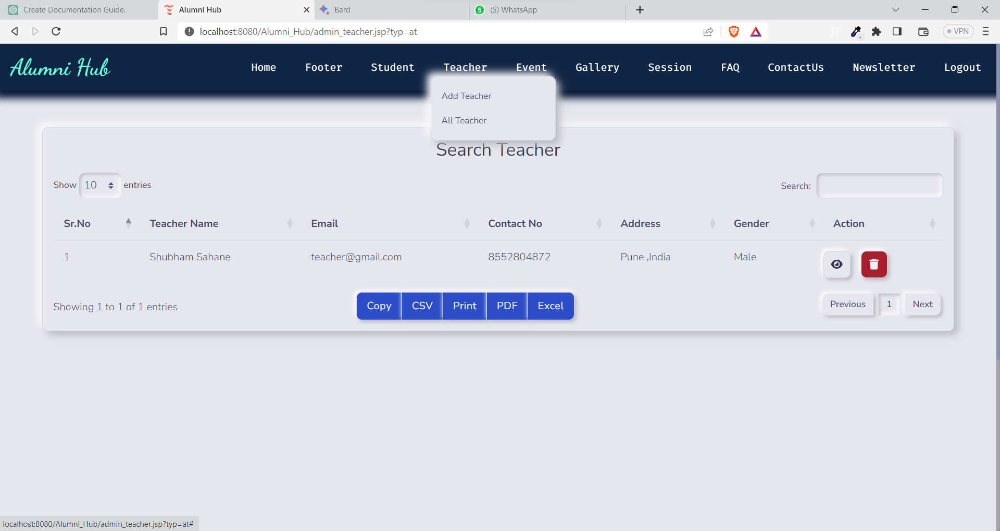 Create Documentation Guide.
Alumni Hub
Bard
5 (5) WhatsApp
localhost:8080/Alumni_Hub/admin_teacher.jsp?typ=at
VPN
Alumni Hub
Home Footer Student Teacher Event Gallery Session FAQ ContactUs Newsletter Logout
Add Teacher
All Teacher
Search Teacher
Show 10 entries
Search:
Sr.No Teacher Name Email Contact No Address Gender Action
1 Shubham Sahane teacher@gmail.com 8552804872 Pune ,India Male
Showing 1 to 1 of 1 entries
Copy CSV Print PDF Excel
Previous 1 Next
localhost:8080/Alumni_Hub/admin_teacher.jsp?typ=at#